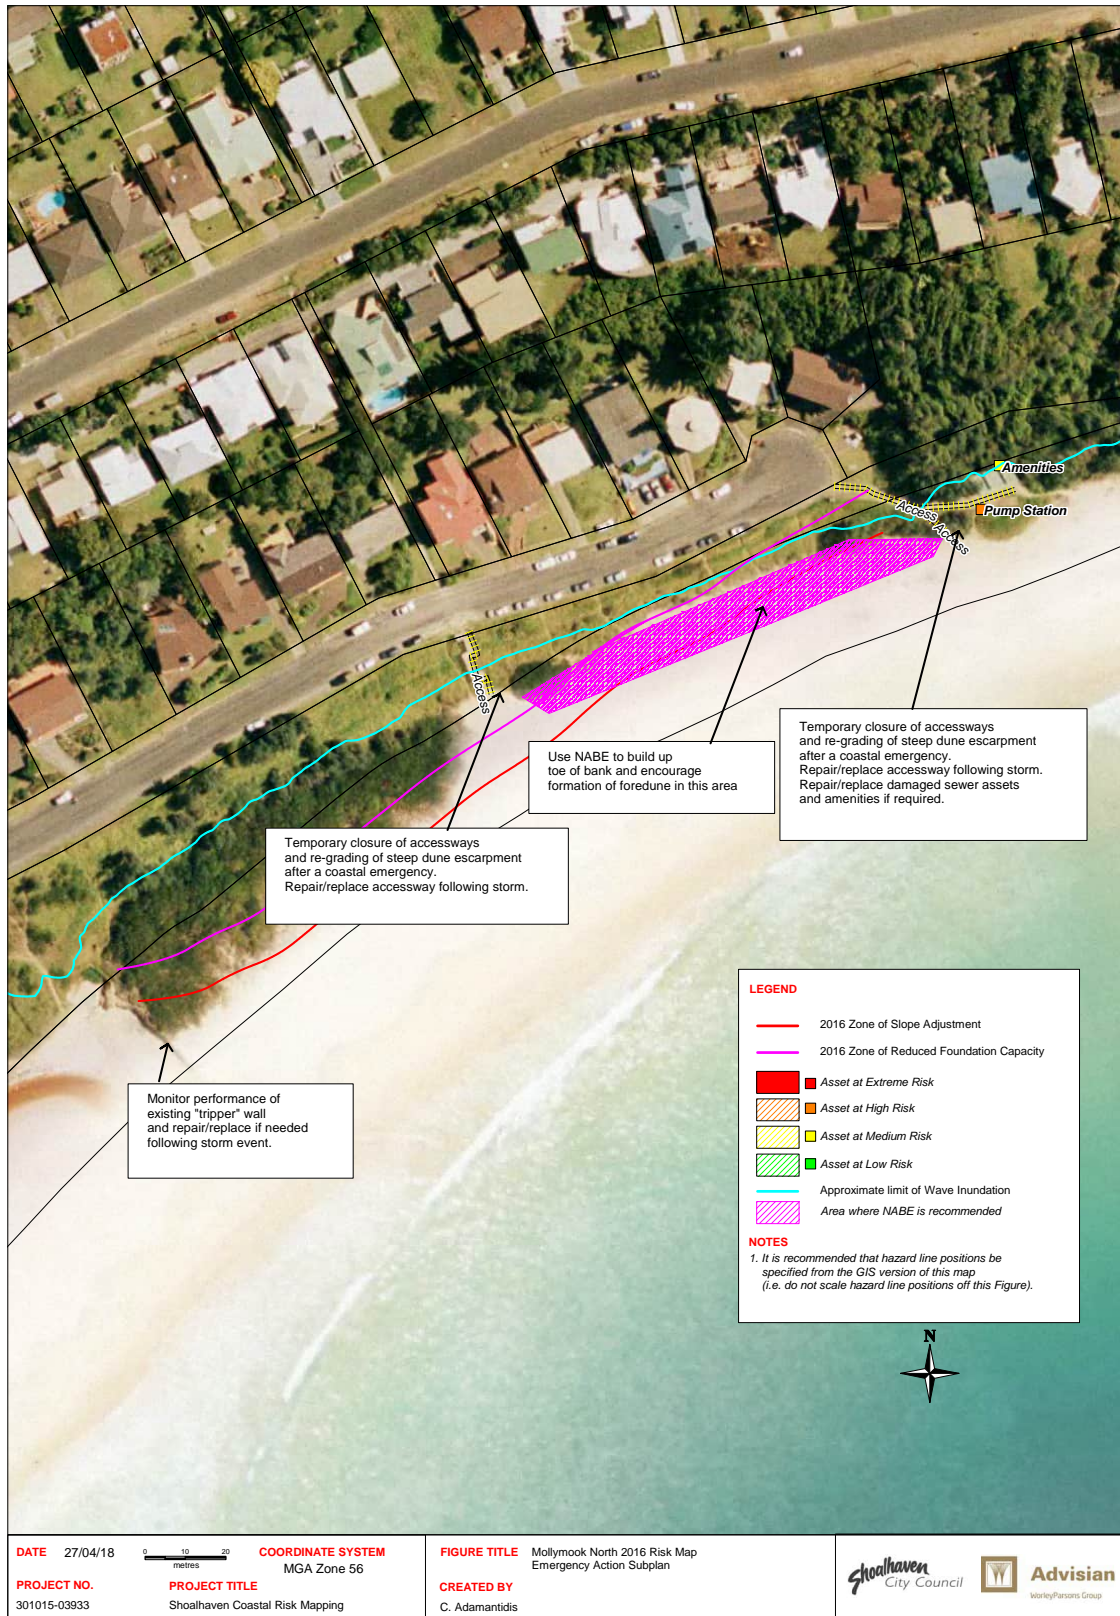 Amenities
Pump Station
Access
Access
Access
Temporary closure of accessways
and re-grading of steep dune escarpment
after a coastal emergency.
Repair/replace accessway following storm.
Repair/replace damaged sewer assets
and amenities if required.
Use NABE to build up
toe of bank and encourage
formation of foredune in this area
Temporary closure of accessways
and re-grading of steep dune escarpment
after a coastal emergency.
Repair/replace accessway following storm.
Monitor performance of
existing "tripper" wall
and repair/replace if needed
following storm event.
LEGEND
2016 Zone of Slope Adjustment
2016 Zone of Reduced Foundation Capacity
Asset at Extreme Risk
Asset at High Risk
Asset at Medium Risk
Asset at Low Risk
Approximate limit of Wave Inundation
Area where NABE is recommended
NOTES
1. It is recommended that hazard line positions be
specified from the GIS version of this map
(i.e. do not scale hazard line positions off this Figure).
N
DATE 27/04/18
0 10 20
metres
COORDINATE SYSTEM
MGA Zone 56
PROJECT NO.
301015-03933
PROJECT TITLE
Shoalhaven Coastal Risk Mapping
FIGURE TITLE Mollymook North 2016 Risk Map
Emergency Action Subplan
CREATED BY
C. Adamantidis
Shoalhaven
City Council
Advisian
WorleyParsons Group